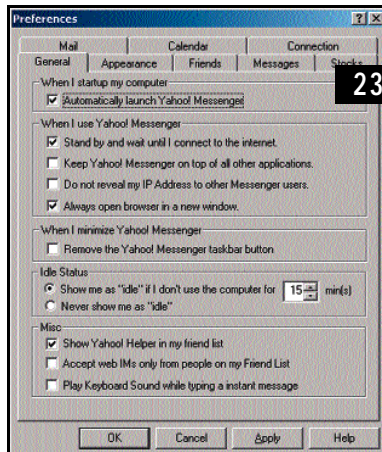 Preferences
Mail Calendar Connection
General Appearance Friends Messages Stocks
23
When I startup my computer
Automatically launch Yahoo! Messenger
When I use Yahoo! Messenger
Stand by and wait until I connect to the internet.
Keep Yahoo! Messenger on top of all other applications.
Do not reveal my IP Address to other Messenger users.
Always open browser in a new window.
When I minimize Yahoo! Messenger
Remove the Yahoo! Messenger taskbar button
Idle Status
Show me as "idle" if I don't use the computer for 15 min(s)
Never show me as "idle"
Misc
Show Yahoo! Helper in my friend list
Accept web IMs only from people on my Friend List
Play Keyboard Sound while typing a instant message
OK Cancel Apply Help